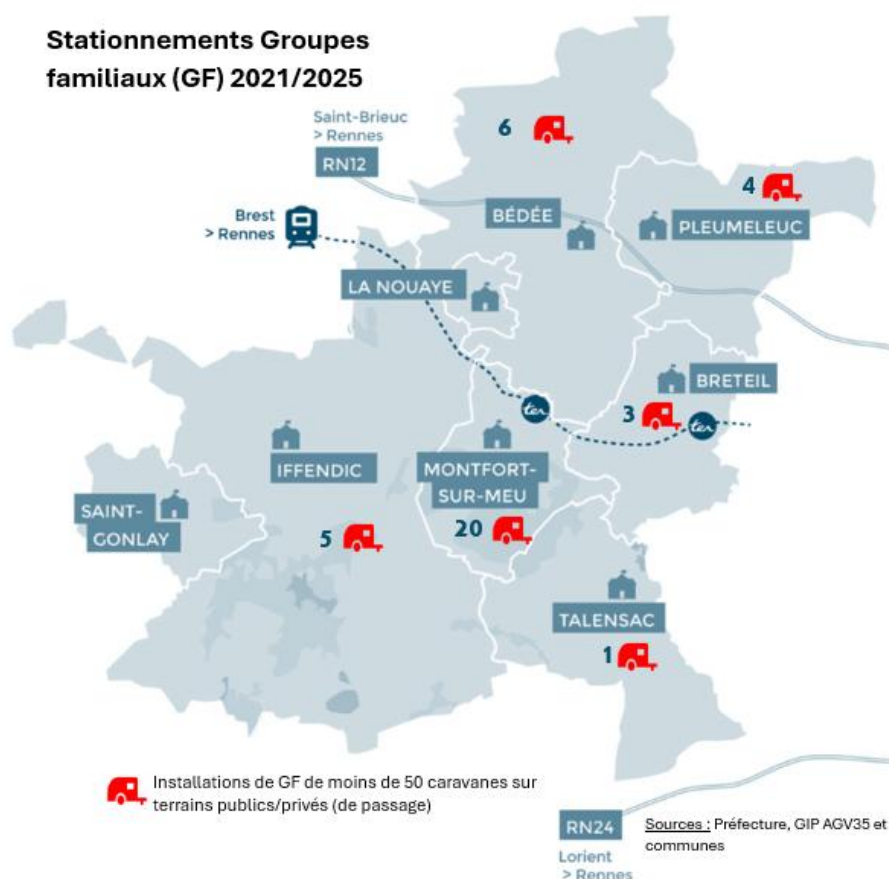 Stationnements Groupes
familiaux (GF) 2021/2025
Saint-Brieuc
> Rennes
RN12
6
4
Brest
> Rennes
BÉDÉE
PLEUMELEUC
LA NOUAYE
BRETEIL
3
ter
ter
IFFENDIC
MONTFORT-
SUR-MEU
SAINT-
GONLAY
5
20
TALENSAC
1
Installations de GF de moins de 50 caravanes sur
terrains publics/privés (de passage)
RN24
Lorient
> Rennes
Sources : Préfecture, GIP AGV35 et
communes